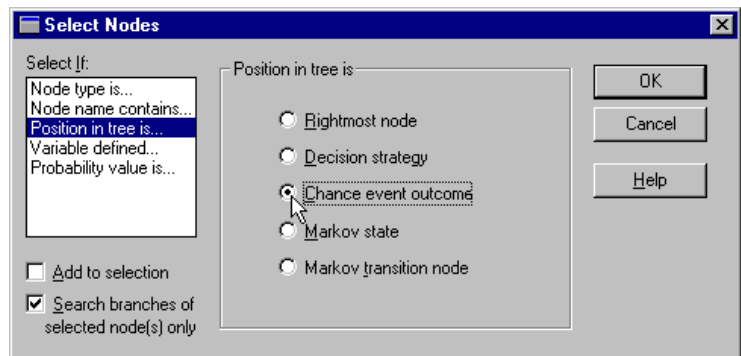 Select Nodes
Select If:
Node type is...
Node name contains...
Position in tree is...
Variable defined...
Probability value is...
Add to selection
Search branches of
selected node(s) only
Position in tree is
Rightmost node
Decision strategy
Chance event outcome
Markov state
Markov transition node
OK
Cancel
Help